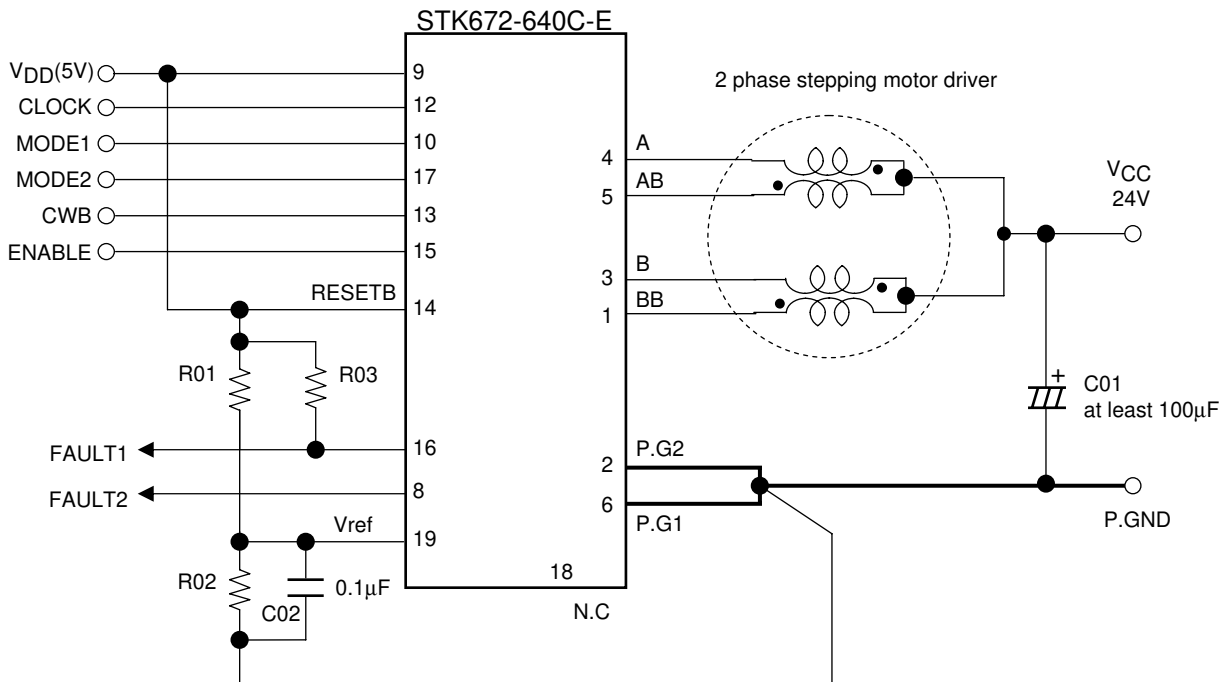 STK672-640C-E
VDD(5V)
9
CLOCK
12
2 phase stepping motor driver
MODE1
10
4
A
MODE2
17
5
AB
VCC
24V
CWB
13
ENABLE
15
3
B
RESETB
14
1
BB
R01
R03
+
C01
at least 100µF
FAULT1
16
2
P.G2
FAULT2
8
6
P.G1
P.GND
Vref
19
R02
C02
0.1µF
18
N.C